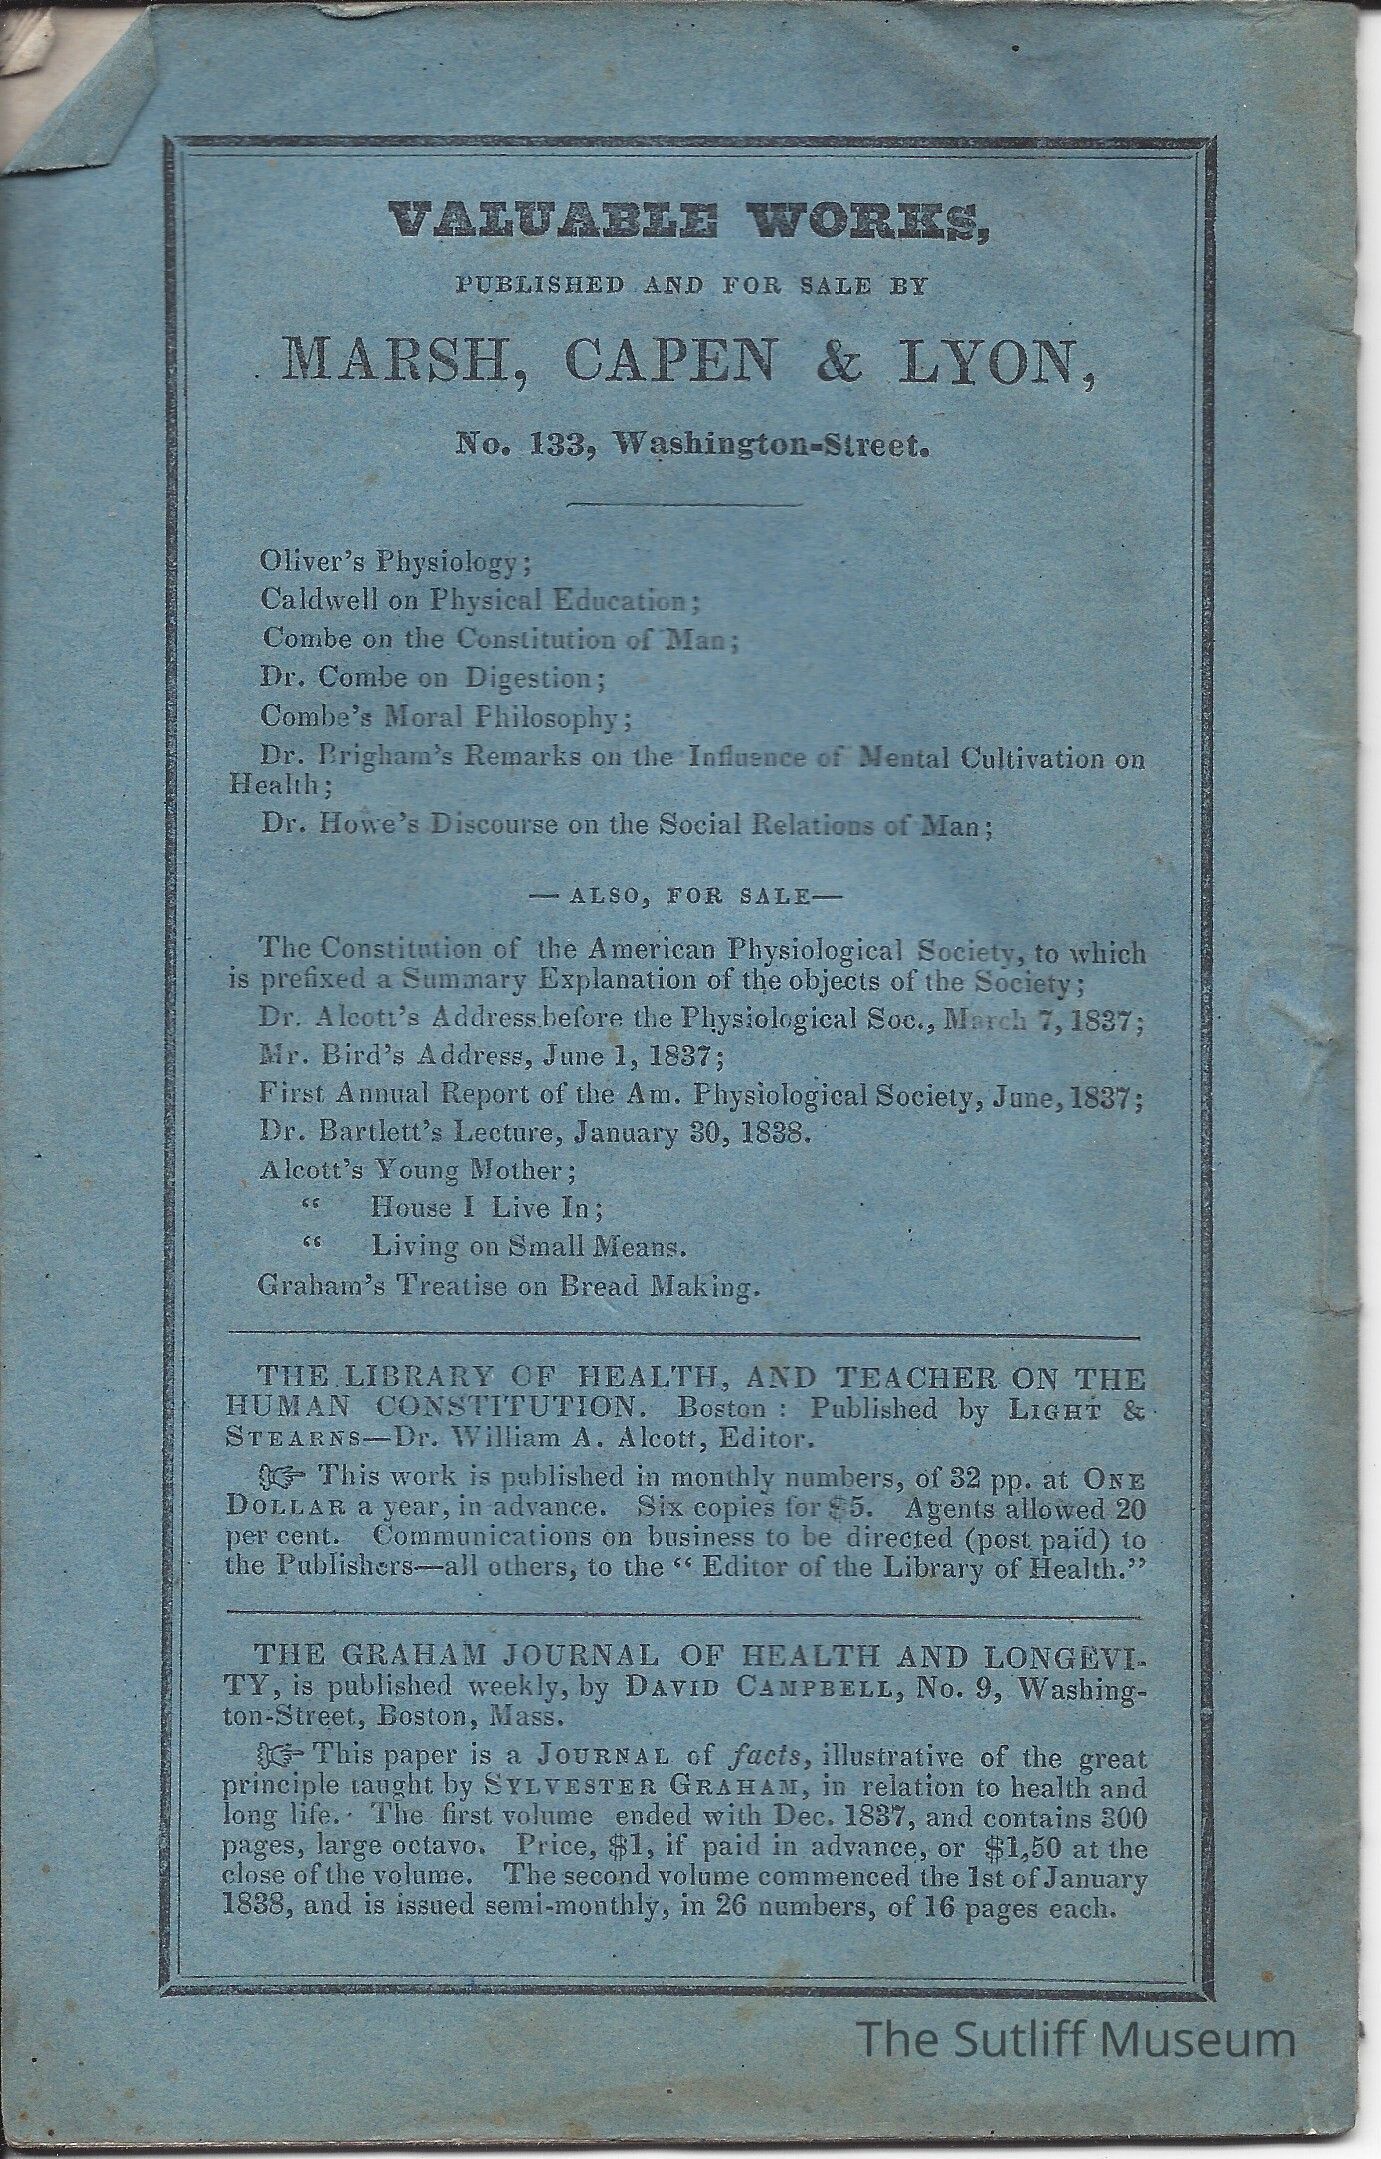 VALUABLE WORKS,
PUBLISHED AND FOR SALE BY
MARSH, CAPEN & LYON,
No. 133, Washington-Street.
Oliver's Physiology;
Caldwell on Physical Education;
Combe on the Constitution of Man;
Dr. Combe on Digestion;
Combe's Moral Philosophy;
Dr. Brigham's Remarks on the Influence of Mental Cultivation on
Health;
Dr. Howe's Discourse on the Social Relations of Man;
— ALSO, FOR SALE—
The Constitution of the American Physiological Society, to which
is prefixed a Summary Explanation of the objects of the Society;
Dr. Alcott's Address before the Physiological Soc., March 7, 1837;
Mr. Bird's Address, June 1, 1837;
First Annual Report of the Am. Physiological Society, June, 1837;
Dr. Bartlett's Lecture, January 30, 1838.
Alcott's Young Mother;
“ House I Live In;
“ Living on Small Means.
Graham's Treatise on Bread Making.
THE LIBRARY OF HEALTH, AND TEACHER ON THE
HUMAN CONSTITUTION. Boston : Published by LIGHT &
STEARNS—Dr. William A. Alcott, Editor.
☞ This work is published in monthly numbers, of 32 pp. at ONE
DOLLAR a year, in advance. Six copies for $5. Agents allowed 20
per cent. Communications on business to be directed (post paid) to
the Publishers—all others, to the “ Editor of the Library of Health.”
THE GRAHAM JOURNAL OF HEALTH AND LONGEVI-
TY, is published weekly, by DAVID CAMPBELL, No. 9, Washing-
ton-Street, Boston, Mass.
☞ This paper is a JOURNAL of facts, illustrative of the great
principle taught by SYLVESTER GRAHAM, in relation to health and
long life. The first volume ended with Dec. 1837, and contains 300
pages, large octavo. Price, $1, if paid in advance, or $1,50 at the
close of the volume. The second volume commenced the 1st of January
1838, and is issued semi-monthly, in 26 numbers, of 16 pages each.
The Sutliff Museum